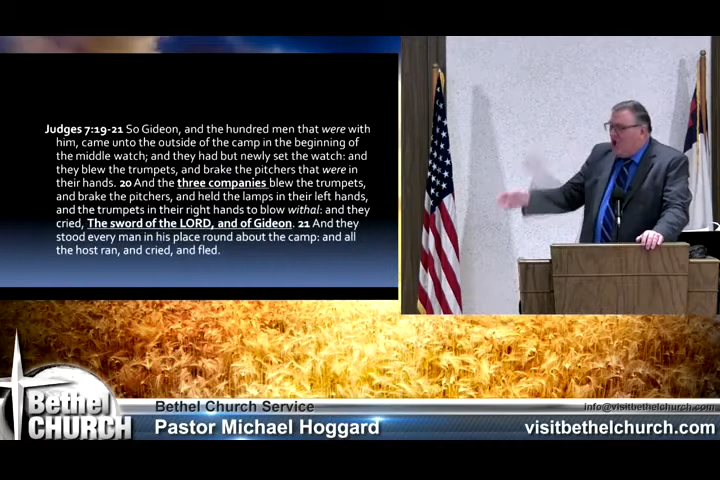 Judges 7:19-21 So Gideon, and the hundred men that were with
him, came unto the outside of the camp in the beginning of
the middle watch; and they had but newly set the watch: and
they blew the trumpets, and brake the pitchers that were in
their hands. 20 And the three companies blew the trumpets,
and brake the pitchers, and held the lamps in their left hands,
and the trumpets in their right hands to blow withal: and they
cried, The sword of the LORD, and of Gideon. 21 And they
stood every man in his place round about the camp: and all
the host ran, and cried, and fled.
Bethel
CHURCH
Bethel Church Service
info@visitbethelchurch.com
Pastor Michael Hoggard
visitbethelchurch.com